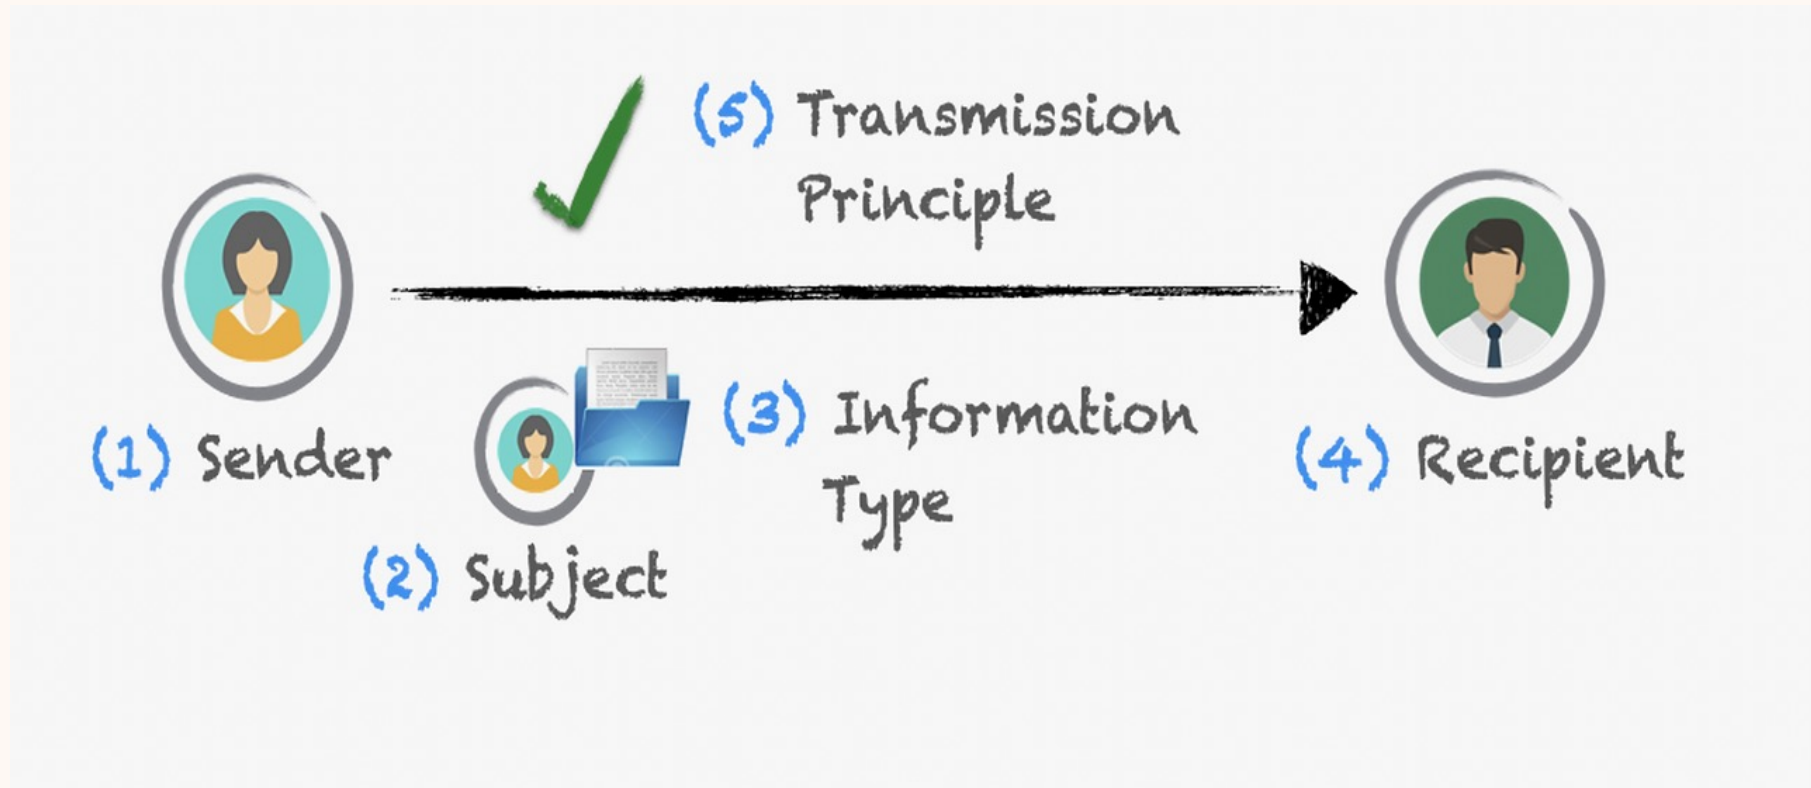 (5) Transmission
Principle
(1) Sender
(3) Information
Type
(4) Recipient
(2) Subject